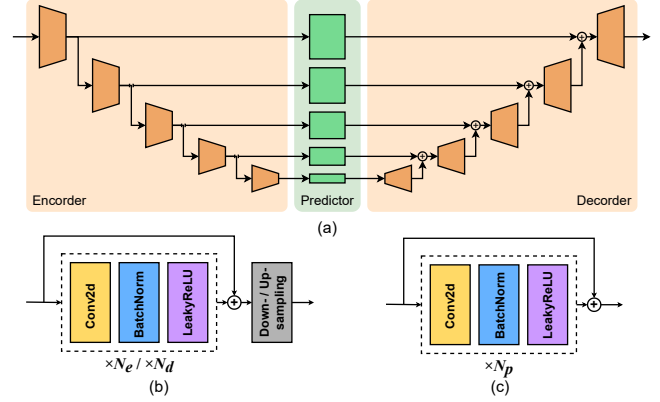 Encorder
Predictor
Decorder
(a)
Conv2d
BatchNorm
LeakyReLU
Down- / Up-
sampling
×Ne / ×Nd
(b)
Conv2d
BatchNorm
LeakyReLU
×Np
(c)